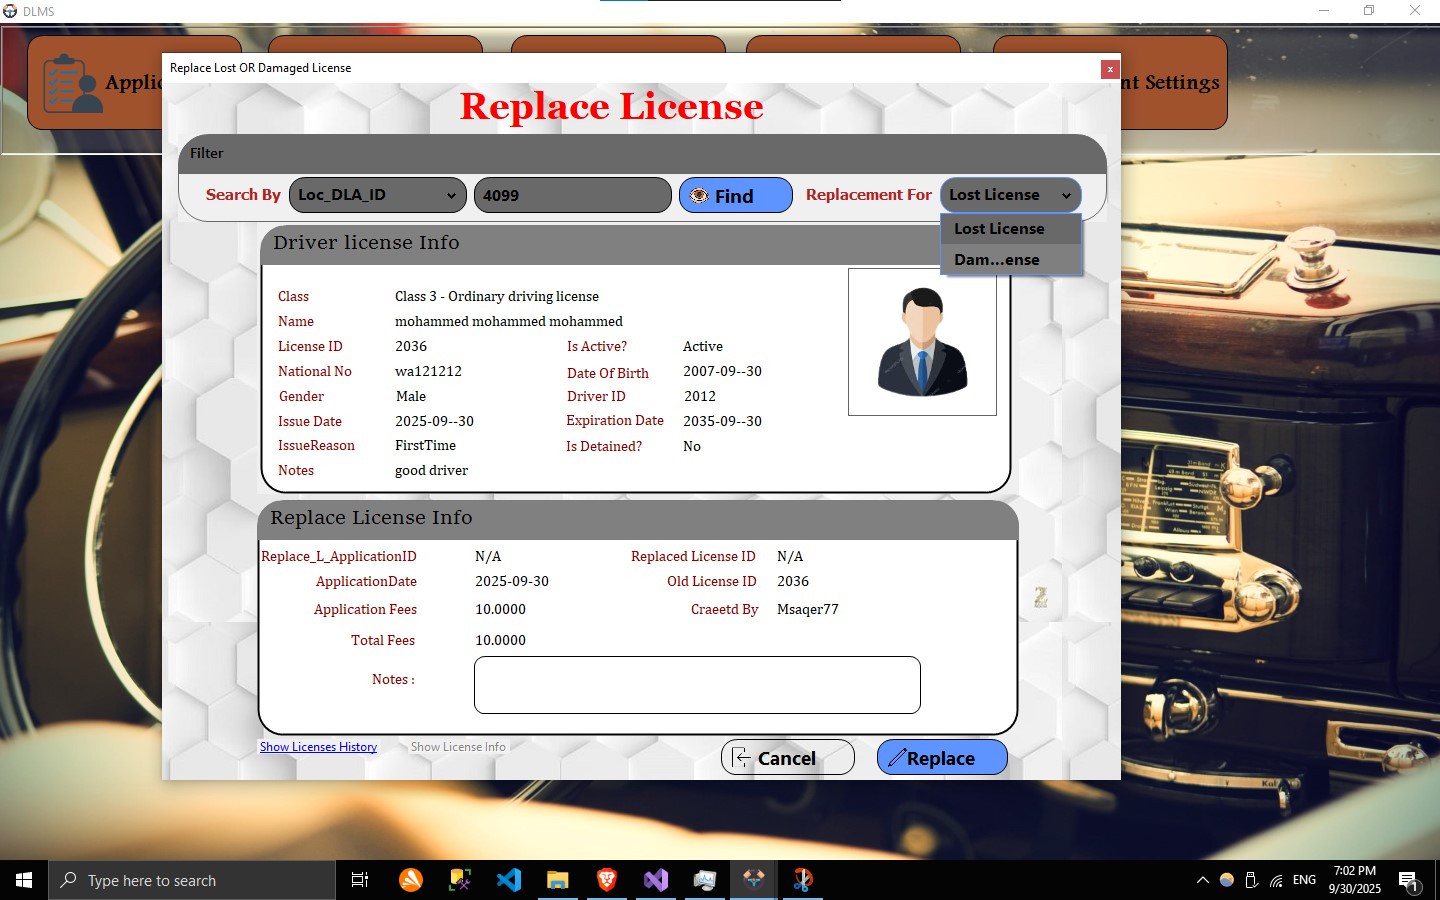 DLMS
Applic
nt Settings
Replace Lost OR Damaged License
x
Replace License
Filter
Search By Loc_DLA_ID 4099 Find Replacement For Lost License
Lost License
Dam...ense
Driver license Info
Class Class 3 - Ordinary driving license
Name mohammed mohammed mohammed
License ID 2036 Is Active? Active
National No wa121212 Date Of Birth 2007-09--30
Gender Male Driver ID 2012
Issue Date 2025-09--30 Expiration Date 2035-09--30
IssueReason FirstTime Is Detained? No
Notes good driver
Replace License Info
Replace_L_ApplicationID N/A Replaced License ID N/A
ApplicationDate 2025-09-30 Old License ID 2036
Application Fees 10.0000 Craeetd By Msaqer77
Total Fees 10.0000
Notes :
Show Licenses History Show License Info Cancel Replace
Type here to search
ENG
7:02 PM
9/30/2025
1